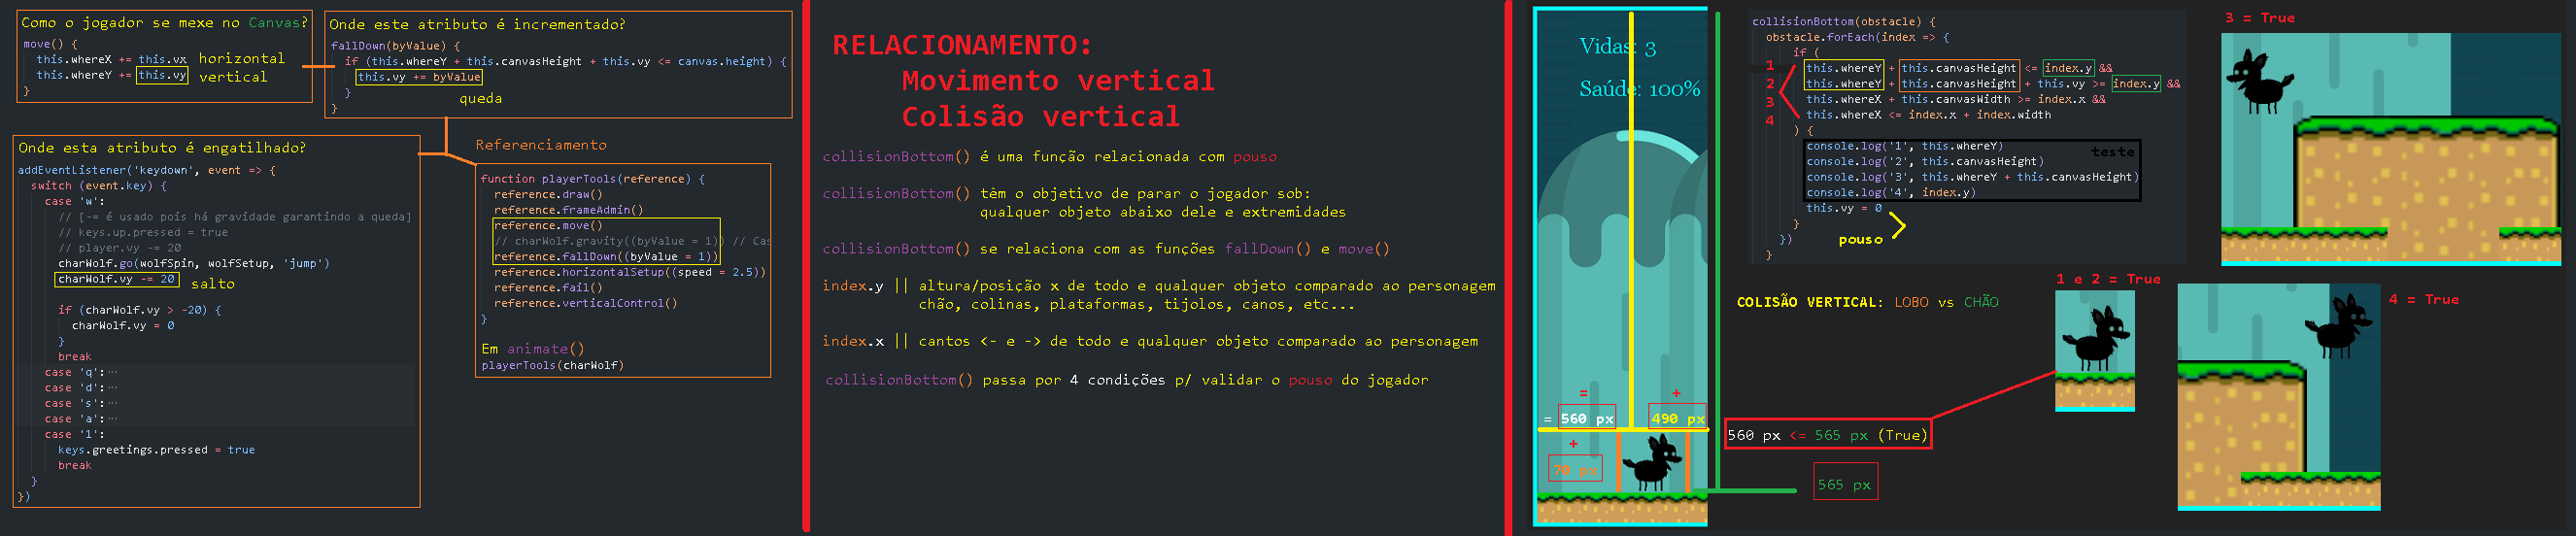 Como o jogador se mexe no Canvas?
move() {
this.whereX += this.vx horizontal
this.whereY += this.vy vertical
}
Onde este atributo é incrementado?
fallDown(byValue) {
if (this.whereY + this.canvasHeight + this.vy <= canvas.height) {
this.vy += byValue
}
queda
}
Onde esta atributo é engatilhado?
addEventListener('keydown', event => {
switch (event.key) {
case 'w':
// [-= é usado pois há gravidade garantindo a queda]
// keys.up.pressed = true
// player.vy -= 20
charWolf.go(wolfSpin, wolfSetup, 'jump')
charWolf.vy -= 20 salto
if (charWolf.vy > -20) {
charWolf.vy = 0
}
break
case 'q':...
case 'd':...
case 's':...
case 'a':...
case '1':
keys.greetings.pressed = true
break
}
})
Referenciamento
function playerTools(reference) {
reference.draw()
reference.frameAdmin()
reference.move()
// charWolf.gravity((byValue = 1)) // Cas
reference.fallDown((byValue = 1))
reference.horizontalSetup((speed = 2.5))
reference.fail()
reference.verticalControl()
}
Em animate()
playerTools(charWolf)
RELACIONAMENTO:
Movimento vertical
Colisão vertical
collisionBottom() é uma função relacionada com pouso
collisionBottom() têm o objetivo de parar o jogador sob:
qualquer objeto abaixo dele e extremidades
collisionBottom() se relaciona com as funções fallDown() e move()
index.y || altura/posição x de todo e qualquer objeto comparado ao personagem
chão, colinas, plataformas, tijolos, canos, etc...
index.x || cantos <- e -> de todo e qualquer objeto comparado ao personagem
collisionBottom() passa por 4 condições p/ validar o pouso do jogador
Vidas: 3
Saúde: 100%
= +
= 560 px 490 px
+
70 px
collisionBottom(obstacle) {
obstacle.forEach(index => {
if (
1 this.whereY + this.canvasHeight <= index.y &&
2 this.whereY + this.canvasHeight + this.vy >= index.y &&
3 this.whereX + this.canvasWidth >= index.x &&
4 this.whereX <= index.x + index.width
) {
console.log('1', this.whereY) teste
console.log('2', this.canvasHeight)
console.log('3', this.whereY + this.canvasHeight)
console.log('4', index.y)
this.vy = 0
}
pouso
})
}
3 = True
1 e 2 = True
4 = True
COLISÃO VERTICAL: LOBO vs CHÃO
560 px <= 565 px (True)
565 px